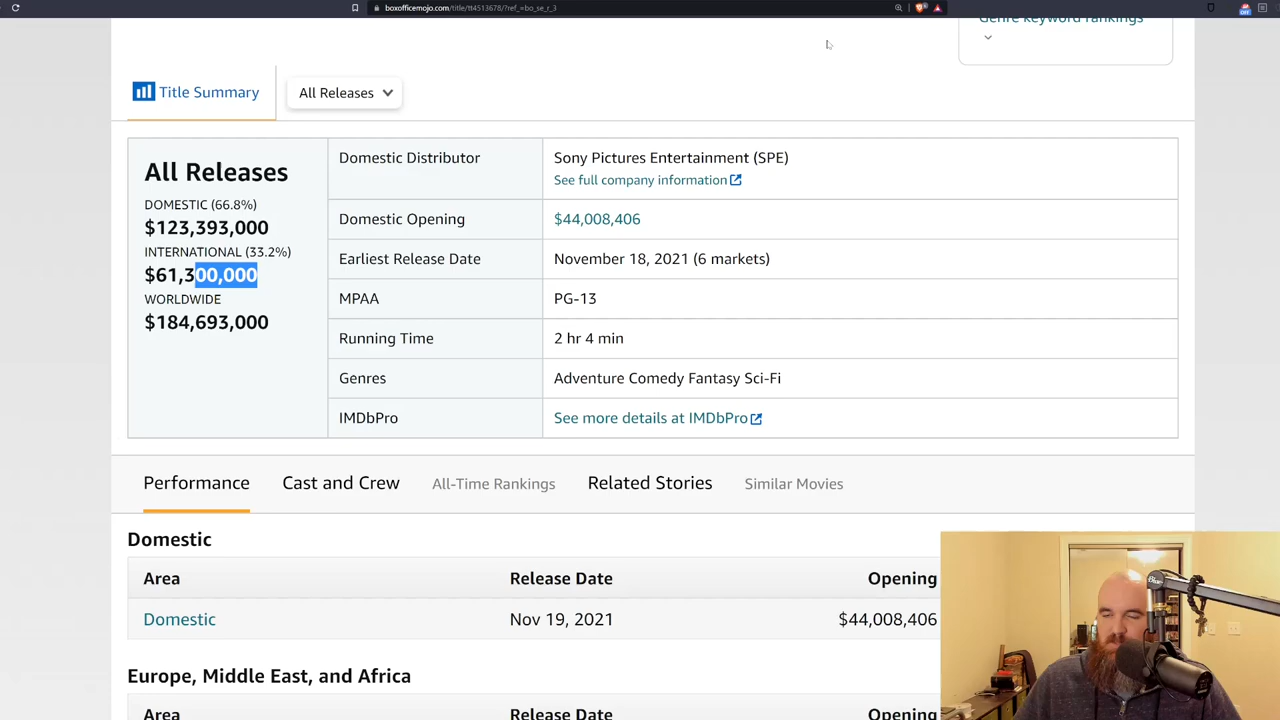 boxofficemojo.com/title/tt4513678/?ref_=bo_se_r_3
OFF
Genre keyword rankings
Title Summary
All Releases
All Releases
DOMESTIC (66.8%)
$123,393,000
INTERNATIONAL (33.2%)
$61,300,000
WORLDWIDE
$184,693,000
Domestic Distributor
Sony Pictures Entertainment (SPE)
See full company information
Domestic Opening
$44,008,406
Earliest Release Date
November 18, 2021 (6 markets)
MPAA
PG-13
Running Time
2 hr 4 min
Genres
Adventure Comedy Fantasy Sci-Fi
IMDbPro
See more details at IMDbPro
Performance
Cast and Crew
All-Time Rankings
Related Stories
Similar Movies
Domestic
Area
Release Date
Opening
Domestic
Nov 19, 2021
$44,008,406
Europe, Middle East, and Africa
Area
Release Date
Opening